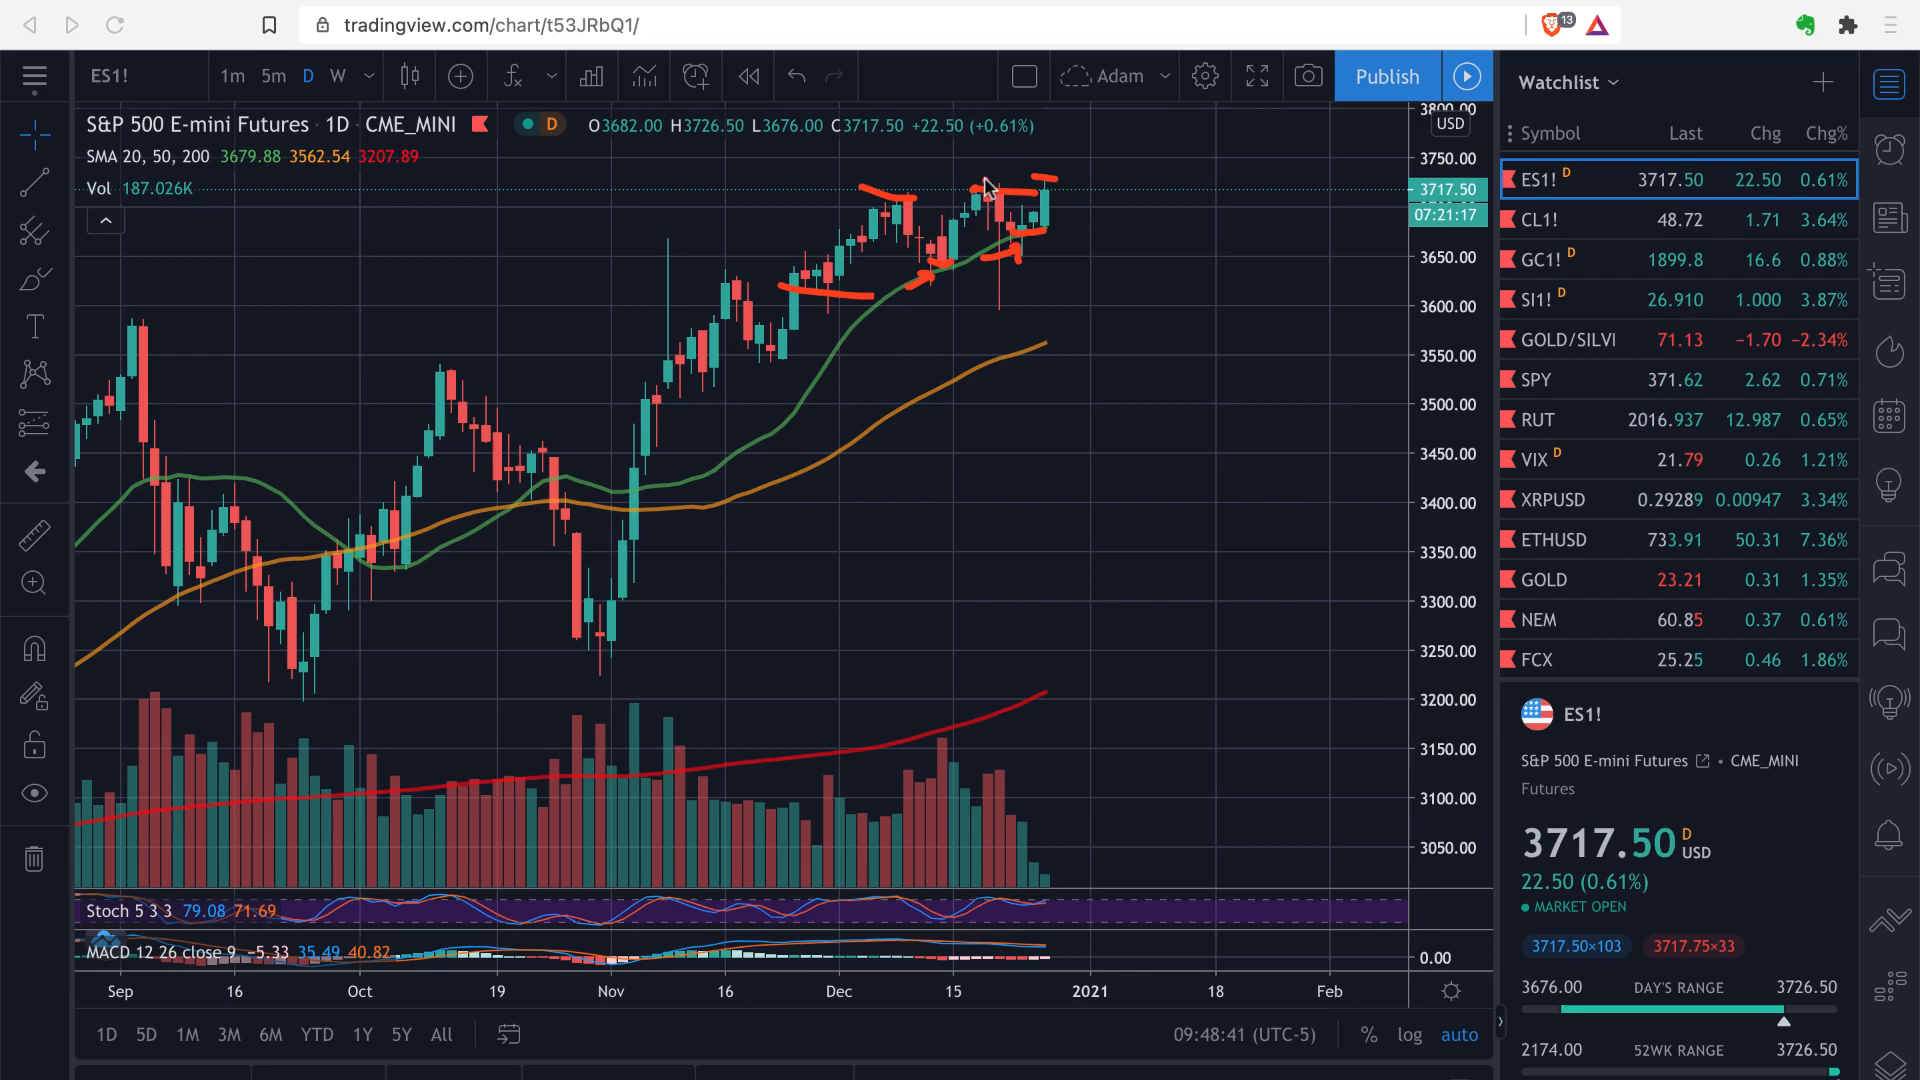 tradingview.com/chart/t53JRbQ1/
13
ES1!
1m 5m D W
Adam
Publish
Watchlist
S&P 500 E-mini Futures · 1D · CME_MINI
D
O3682.00 H3726.50 L3676.00 C3717.50 +22.50 (+0.61%)
SMA 20, 50, 200 3679.88 3562.54 3207.89
Vol 187.026K
3800.00
USD
3750.00
3717.50
07:21:17
3650.00
3600.00
3550.00
3500.00
3450.00
3400.00
3350.00
3300.00
3250.00
3200.00
3150.00
3100.00
3050.00
Stoch 5 3 3 79.08 71.69
MACD 12 26 close 9 −5.33 35.49 40.82
0.00
Sep 16 Oct 19 Nov 16 Dec 15 2021 18 Feb
1D 5D 1M 3M 6M YTD 1Y 5Y All
09:48:41 (UTC-5) % log auto
Symbol Last Chg Chg%
ES1! D 3717.50 22.50 0.61%
CL1! 48.72 1.71 3.64%
GC1! D 1899.8 16.6 0.88%
SI1! D 26.910 1.000 3.87%
GOLD/SILVI 71.13 −1.70 −2.34%
SPY 371.62 2.62 0.71%
RUT 2016.937 12.987 0.65%
VIX D 21.79 0.26 1.21%
XRPUSD 0.29289 0.00947 3.34%
ETHUSD 733.91 50.31 7.36%
GOLD 23.21 0.31 1.35%
NEM 60.85 0.37 0.61%
FCX 25.25 0.46 1.86%
ES1!
S&P 500 E-mini Futures • CME_MINI
Futures
3717.50 D USD
22.50 (0.61%)
MARKET OPEN
3717.50×103 3717.75×33
3676.00 DAY'S RANGE 3726.50
2174.00 52WK RANGE 3726.50